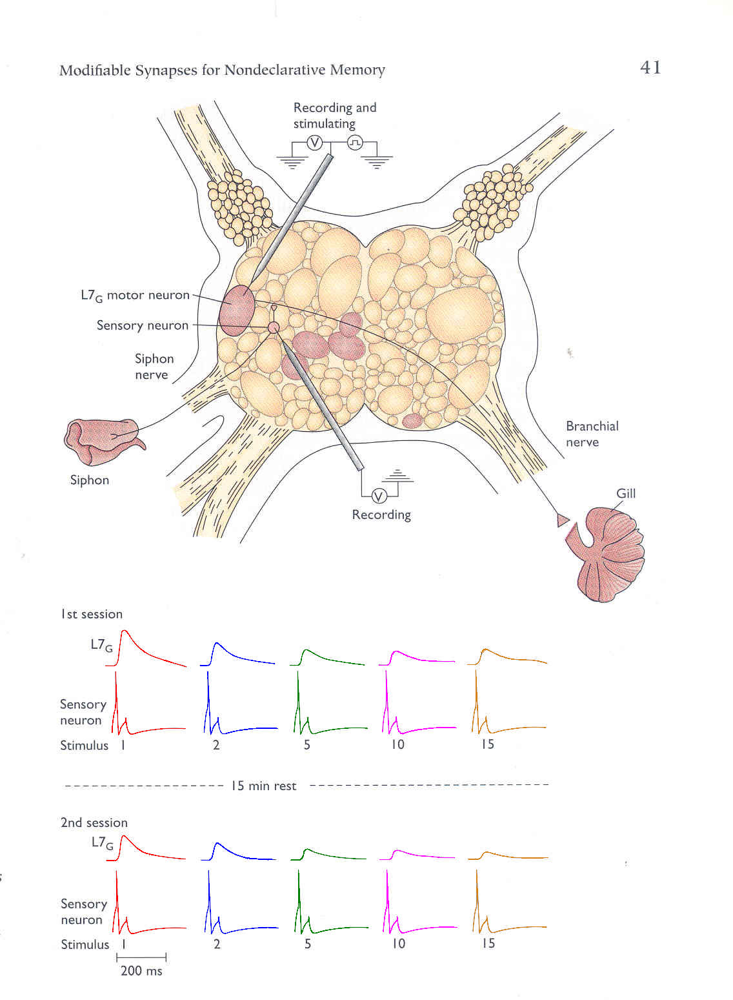 Modifiable Synapses for Nondeclarative Memory 41
Recording and
stimulating
V
L7G motor neuron
Sensory neuron
Siphon
nerve
Siphon
Branchial
nerve
Gill
V
Recording
1st session
L7G
Sensory
neuron
Stimulus 1 2 5 10 15
15 min rest
2nd session
L7G
Sensory
neuron
Stimulus 1 2 5 10 15
200 ms